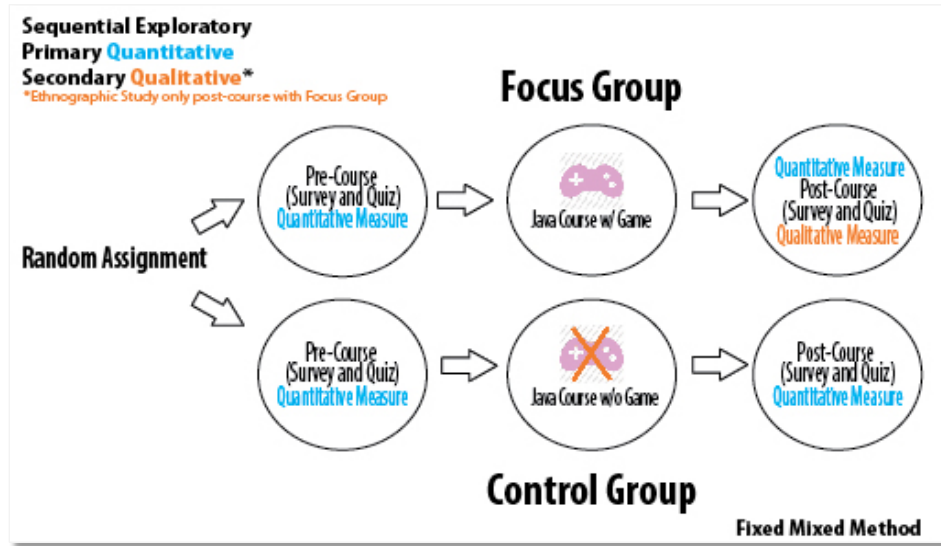 Sequential Exploratory
Primary Quantitative
Secondary Qualitative*
*Ethnographic Study only post-course with Focus Group
Focus Group
Pre-Course
(Survey and Quiz)
Quantitative Measure
Java Course w/ Game
Quantitative Measure
Post-Course
(Survey and Quiz)
Qualitative Measure
Random Assignment
Pre-Course
(Survey and Quiz)
Quantitative Measure
Java Course w/o Game
Post-Course
(Survey and Quiz)
Quantitative Measure
Control Group
Fixed Mixed Method